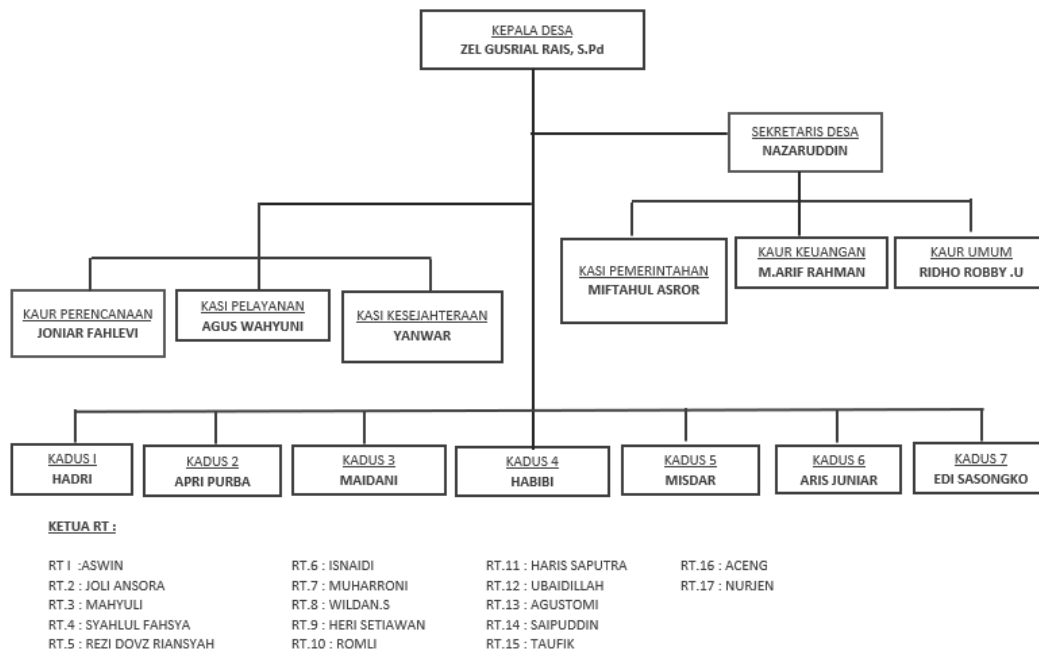 KEPALA DESA
ZEL GUSRIAL RAIS, S.Pd
SEKRETARIS DESA
NAZARUDDIN
KASI PEMERINTAHAN
MIFTAHUL ASROR
KAUR KEUANGAN
M.ARIF RAHMAN
KAUR UMUM
RIDHO ROBBY .U
KAUR PERENCANAAN
JONIAR FAHLEVI
KASI PELAYANAN
AGUS WAHYUNI
KASI KESEJAHTERAAN
YANWAR
KADUS I
HADRI
KADUS 2
APRI PURBA
KADUS 3
MAIDANI
KADUS 4
HABIBI
KADUS 5
MISDAR
KADUS 6
ARIS JUNIAR
KADUS 7
EDI SASONGKO
KETUA RT :
RT I :ASWIN
RT.2 : JOLI ANSORA
RT.3 : MAHYULI
RT.4 : SYAHLUL FAHSYA
RT.5 : REZI DOVZ RIANSYAH
RT.6 : ISNAIDI
RT.7 : MUHARRONI
RT.8 : WILDAN.S
RT.9 : HERI SETIAWAN
RT.10 : ROMLI
RT.11 : HARIS SAPUTRA
RT.12 : UBAIDILLAH
RT.13 : AGUSTOMI
RT.14 : SAIPUDDIN
RT.15 : TAUFIK
RT.16 : ACENG
RT.17 : NURJEN